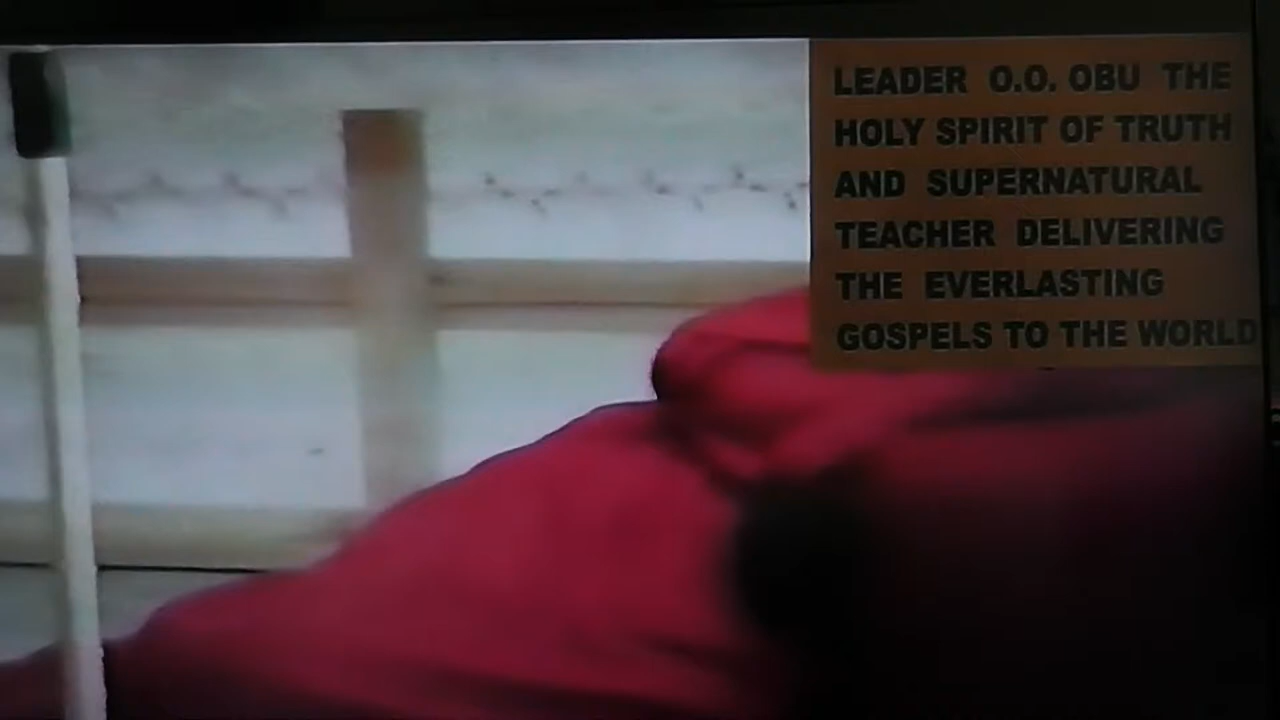 LEADER O.O. OBU THE
HOLY SPIRIT OF TRUTH
AND SUPERNATURAL
TEACHER DELIVERING
THE EVERLASTING
GOSPELS TO THE WORLD